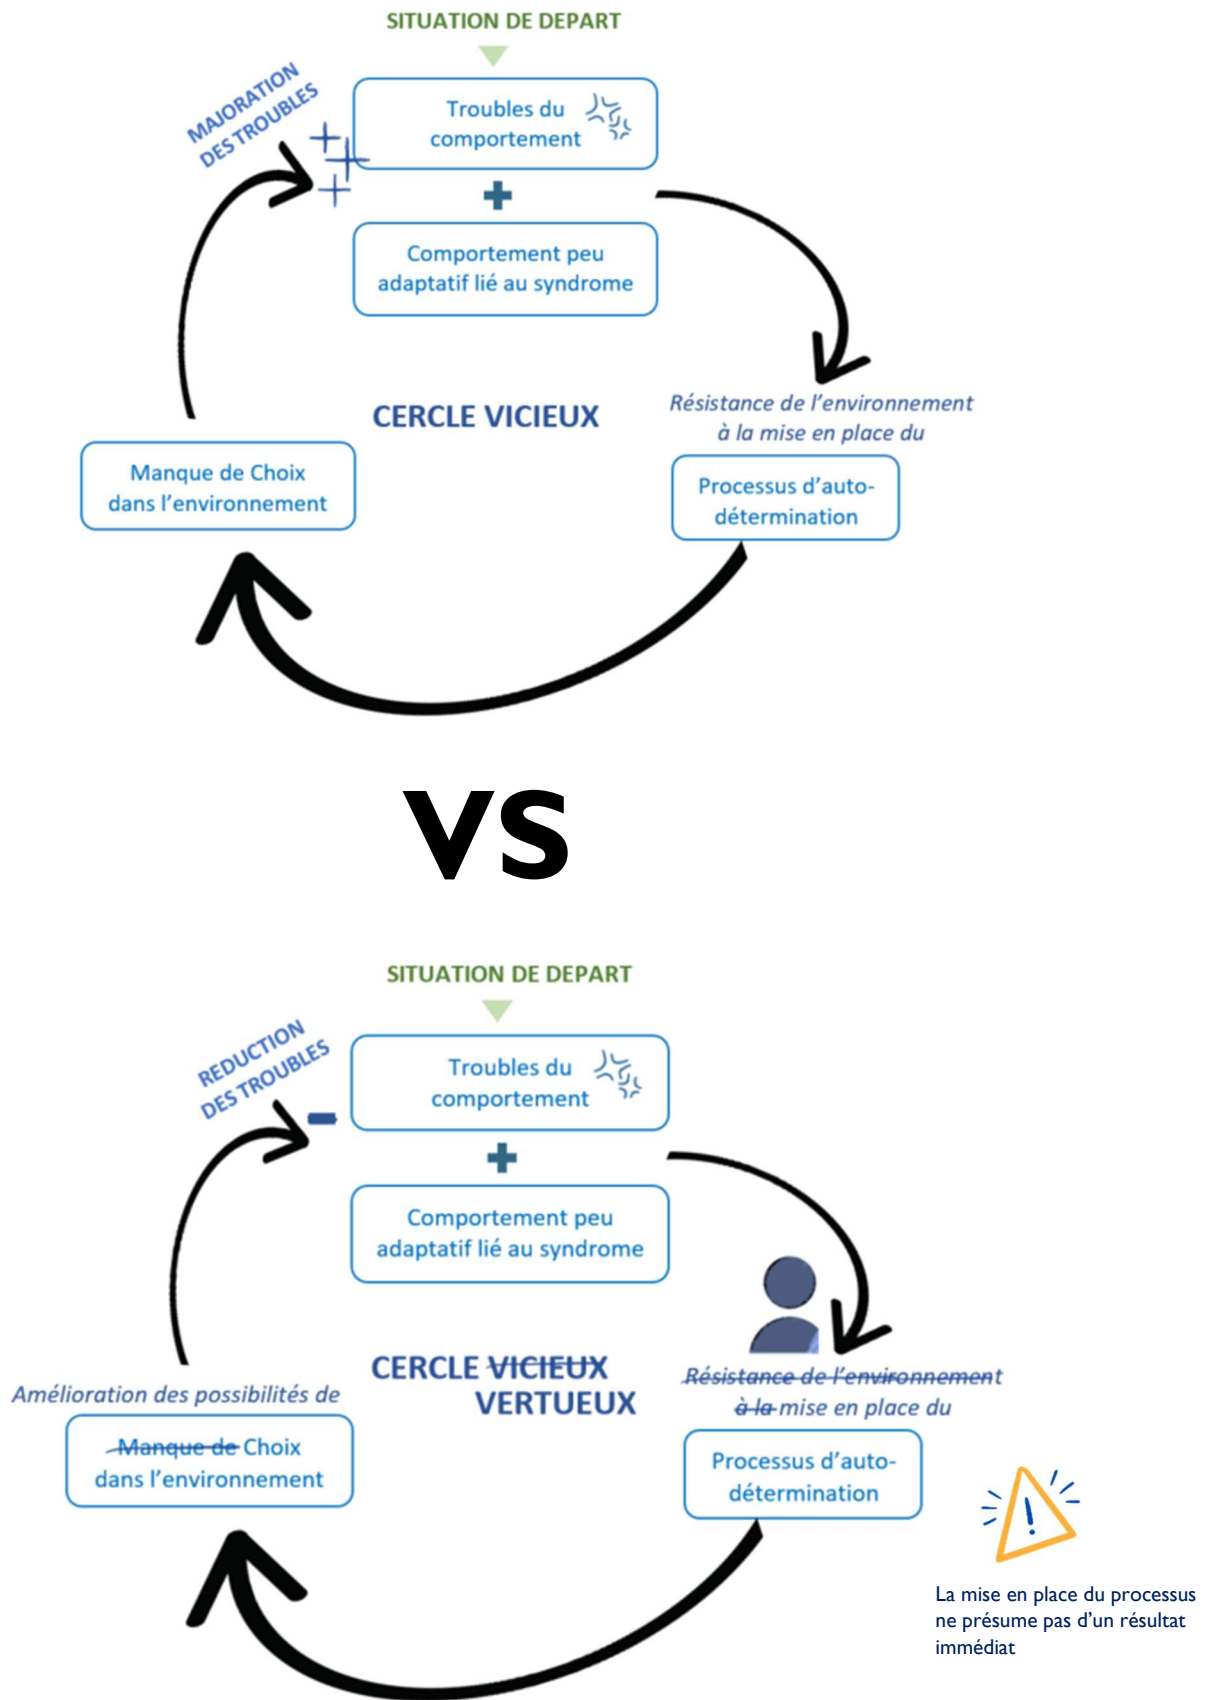 SITUATION DE DEPART
MAJORATION
DES TROUBLES
Troubles du
comportement
Comportement peu
adaptatif lié au syndrome
Résistance de l'environnement
à la mise en place du
CERCLE VICIEUX
Manque de Choix
dans l'environnement
Processus d'auto-
détermination
VS
SITUATION DE DEPART
REDUCTION
DES TROUBLES
Troubles du
comportement
Comportement peu
adaptatif lié au syndrome
CERCLE VICIEUX
VERTUEUX
Résistance de l'environnement
à la mise en place du
Amélioration des possibilités de
Manque de Choix
dans l'environnement
Processus d'auto-
détermination
La mise en place du processus
ne présume pas d'un résultat
immédiat